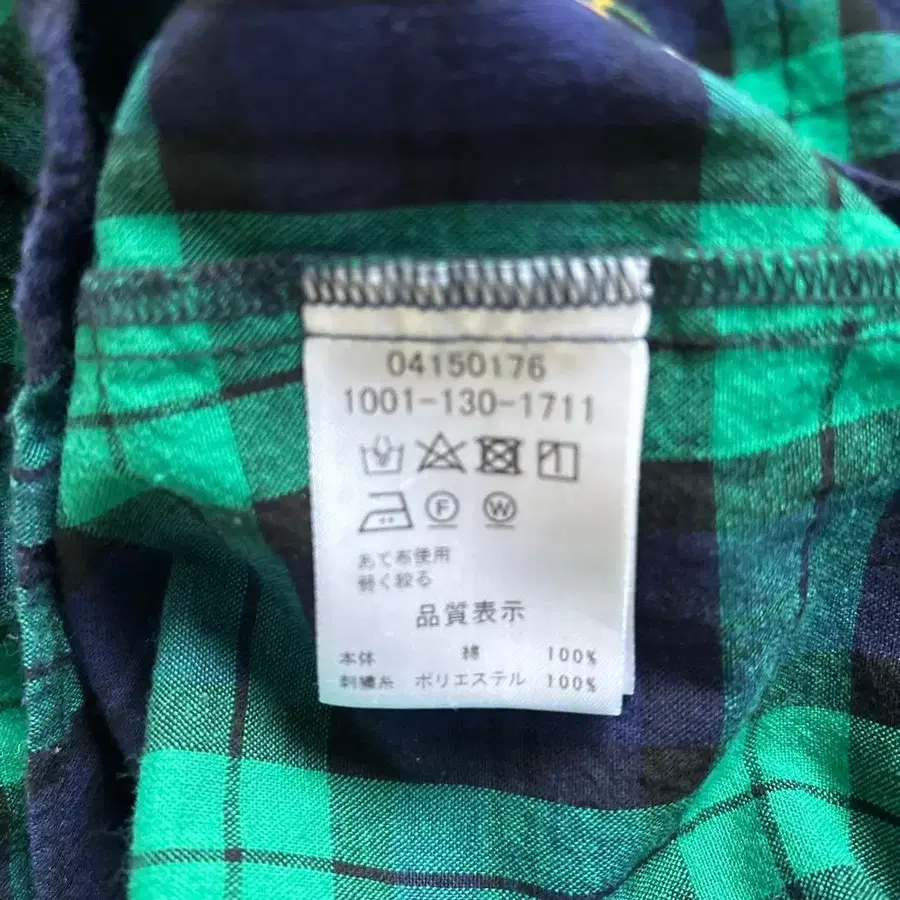 04150176
1001-130-1711
F W
あて布使用
軽く絞る
品質表示
本体 綿 100%
刺繍糸 ポリエステル 100%